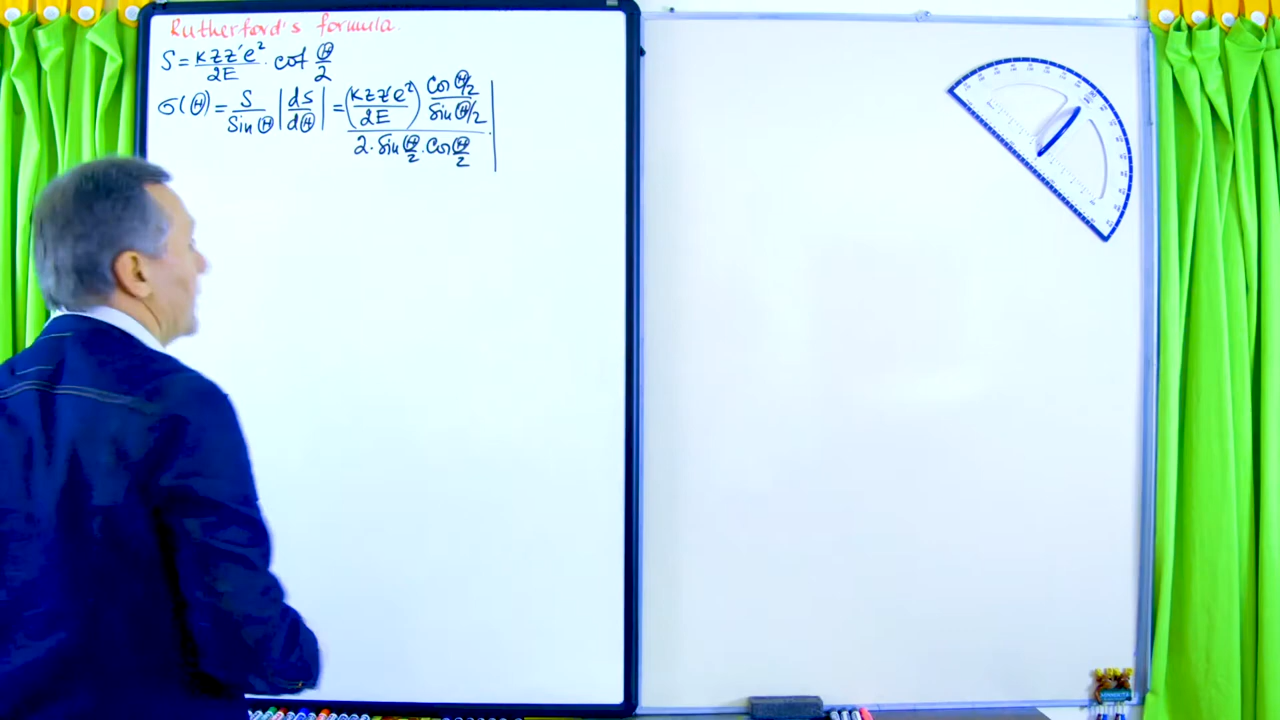 Rutherford's formula.
S = KZZ'e²/2E · cot Θ/2
σ(Θ) = S/Sin Θ |dS/dΘ| = (KZZ'e²/2E) Cos Θ/2 / Sin Θ/2 / 2·Sin Θ/2 · Cos Θ/2 · |